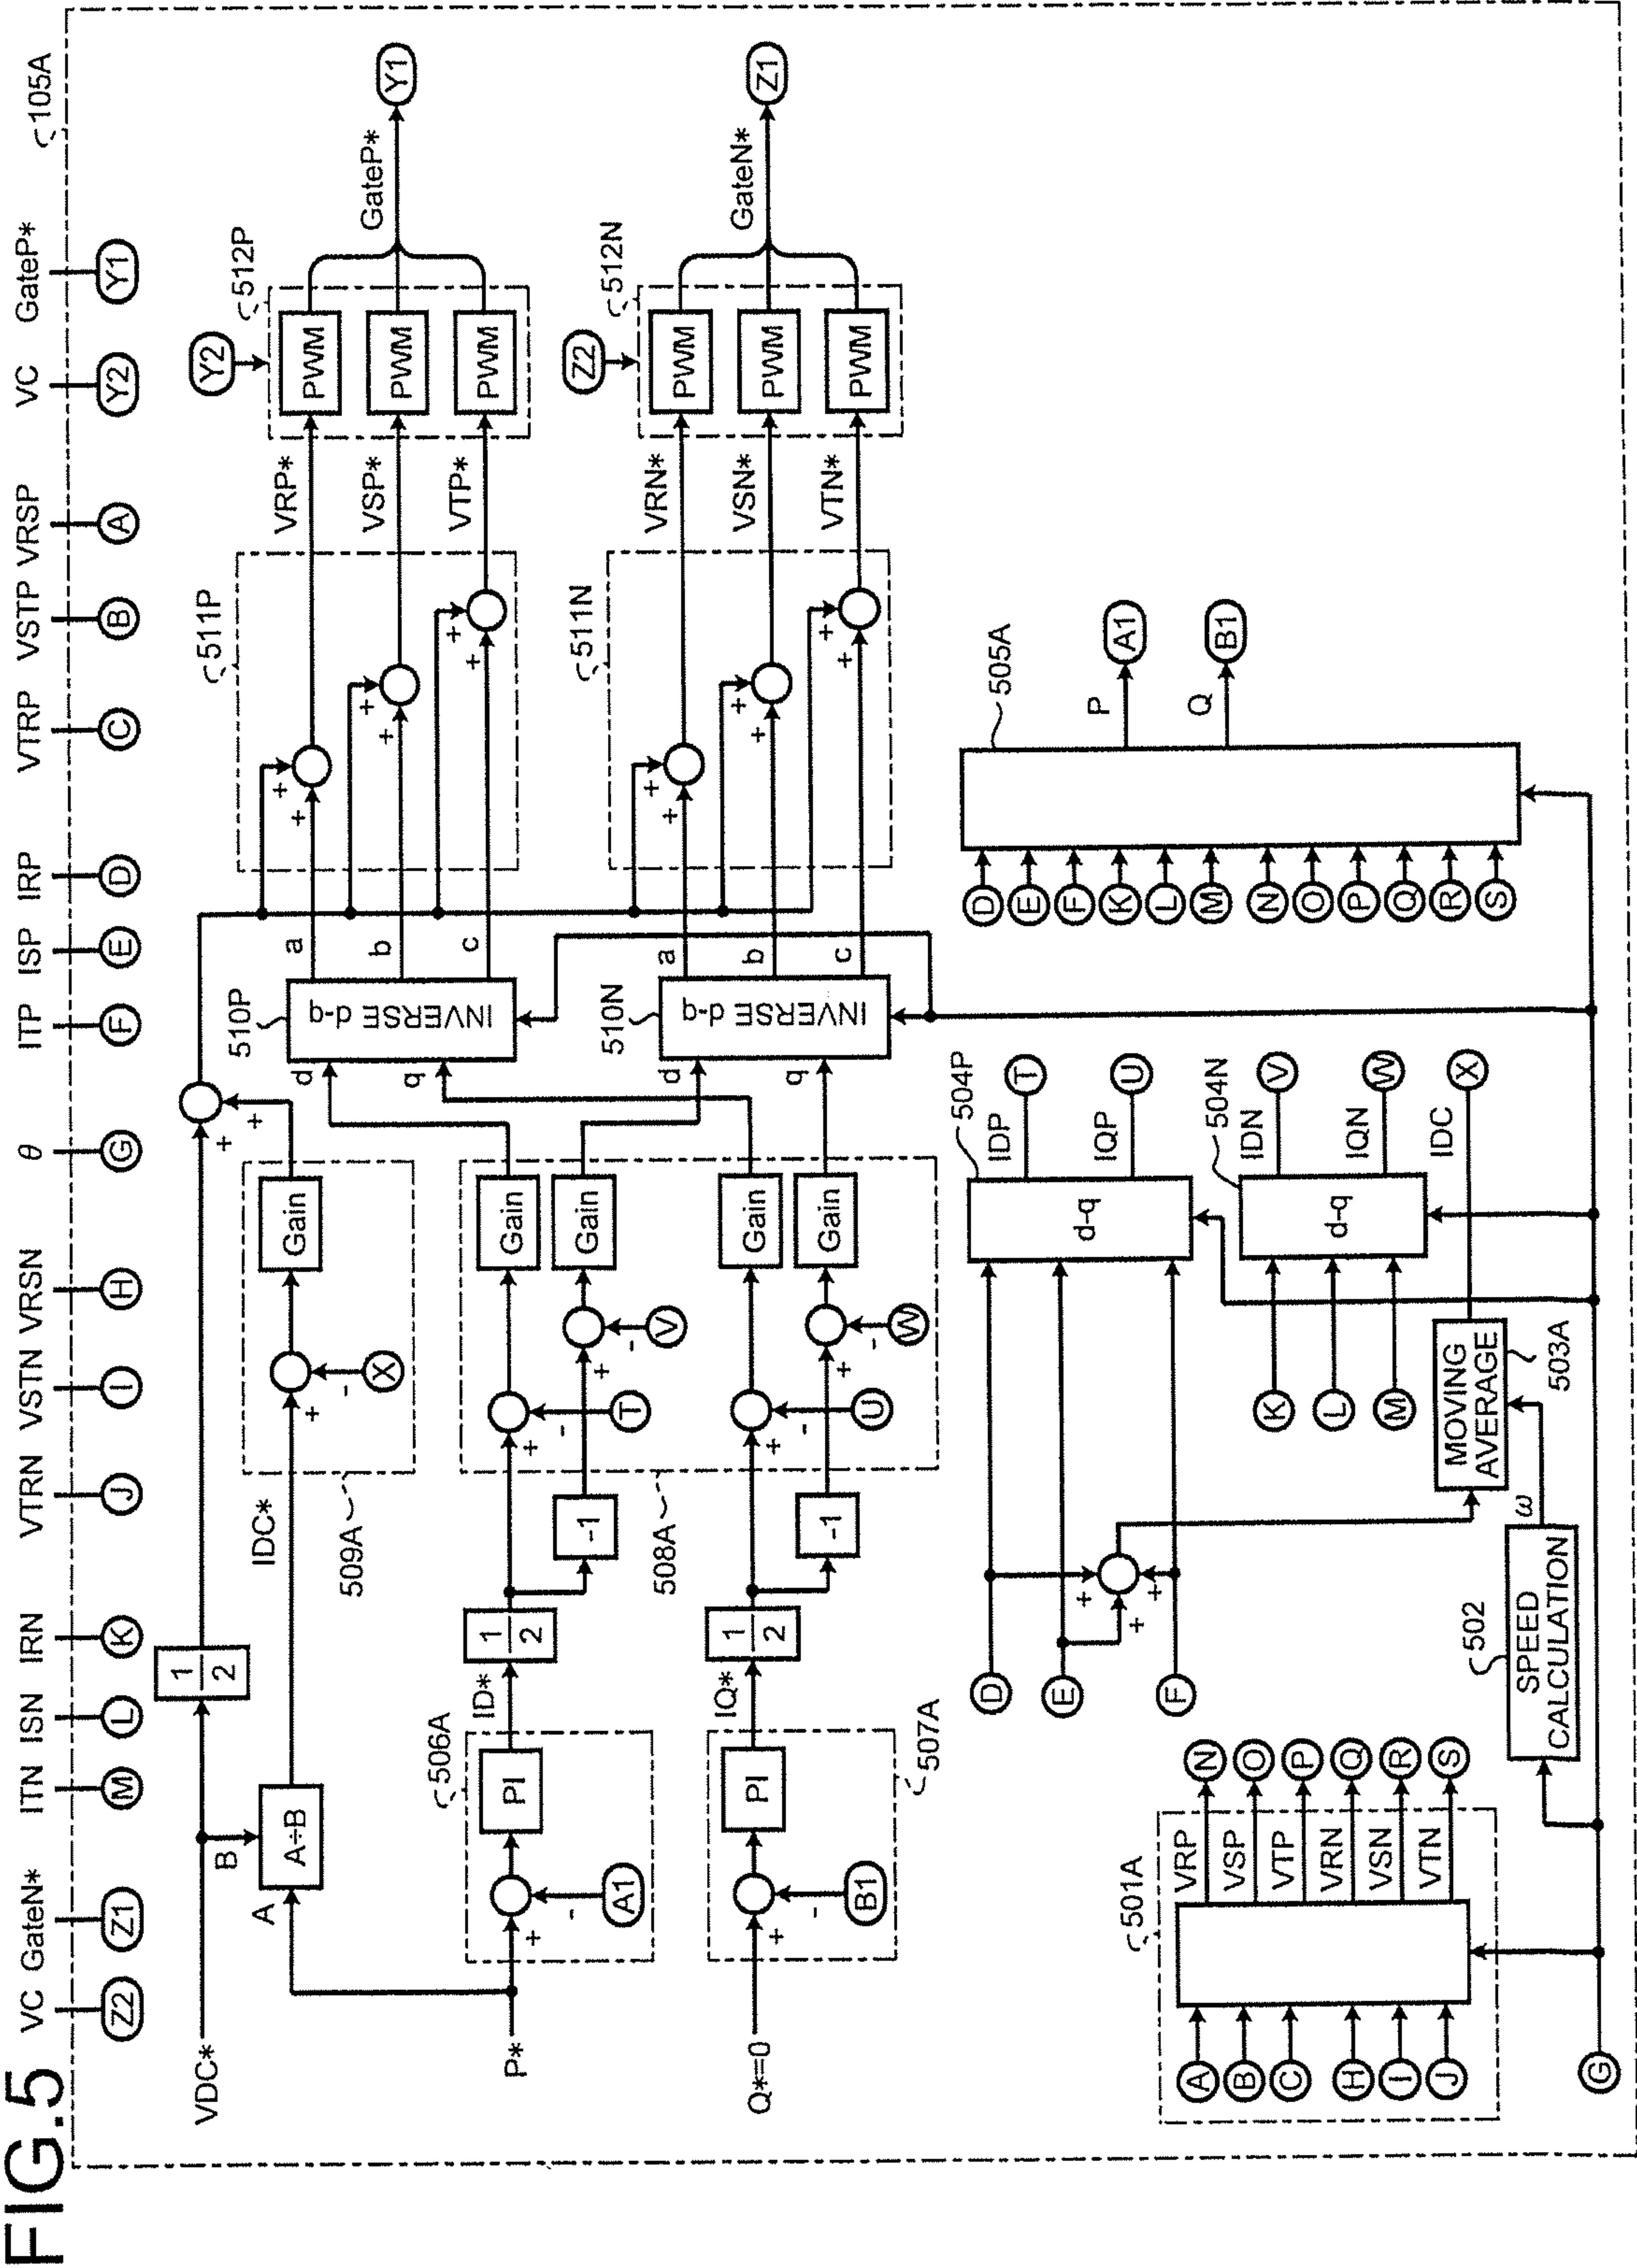 FIG.5
VC GateN* ITN ISN IRN VTRN VSTN VRSN θ ITP ISP IRP VTRP VSTP VRSP VC GateP*
Z2 Z1 M L K J I H G F E D C B A Y2 Y1
105A
VDC*
1
2
+
+
B
A
A÷B
IDC*
+
-
X
Gain
509A
P*
+
-
A1
PI
506A
ID*
1
2
-1
+
-
T
+
-
V
Gain
Gain
508A
Q*=0
+
-
B1
PI
507A
IQ*
1
2
-1
+
-
U
+
-
W
Gain
Gain
510P
d
q
INVERSE d-q
a
b
c
510N
d
q
INVERSE d-q
a
b
c
511P
+
+
+
+
+
+
VRP*
VSP*
VTP*
Y2
512P
PWM
PWM
PWM
GateP*
Y1
511N
+
+
+
+
+
+
VRN*
VSN*
VTN*
Z2
512N
PWM
PWM
PWM
GateN*
Z1
D
E
F
+
+
+
504P
d-q
IDP
T
IQP
U
K
L
M
504N
d-q
IDN
V
IQN
W
IDC
X
MOVING
AVERAGE
503A
ω
502
SPEED
CALCULATION
501A
A
B
C
H
I
J
VRP
VSP
VTP
VRN
VSN
VTN
N
O
P
Q
R
S
G
505A
D
E
F
K
L
M
N
O
P
Q
R
S
P
A1
Q
B1